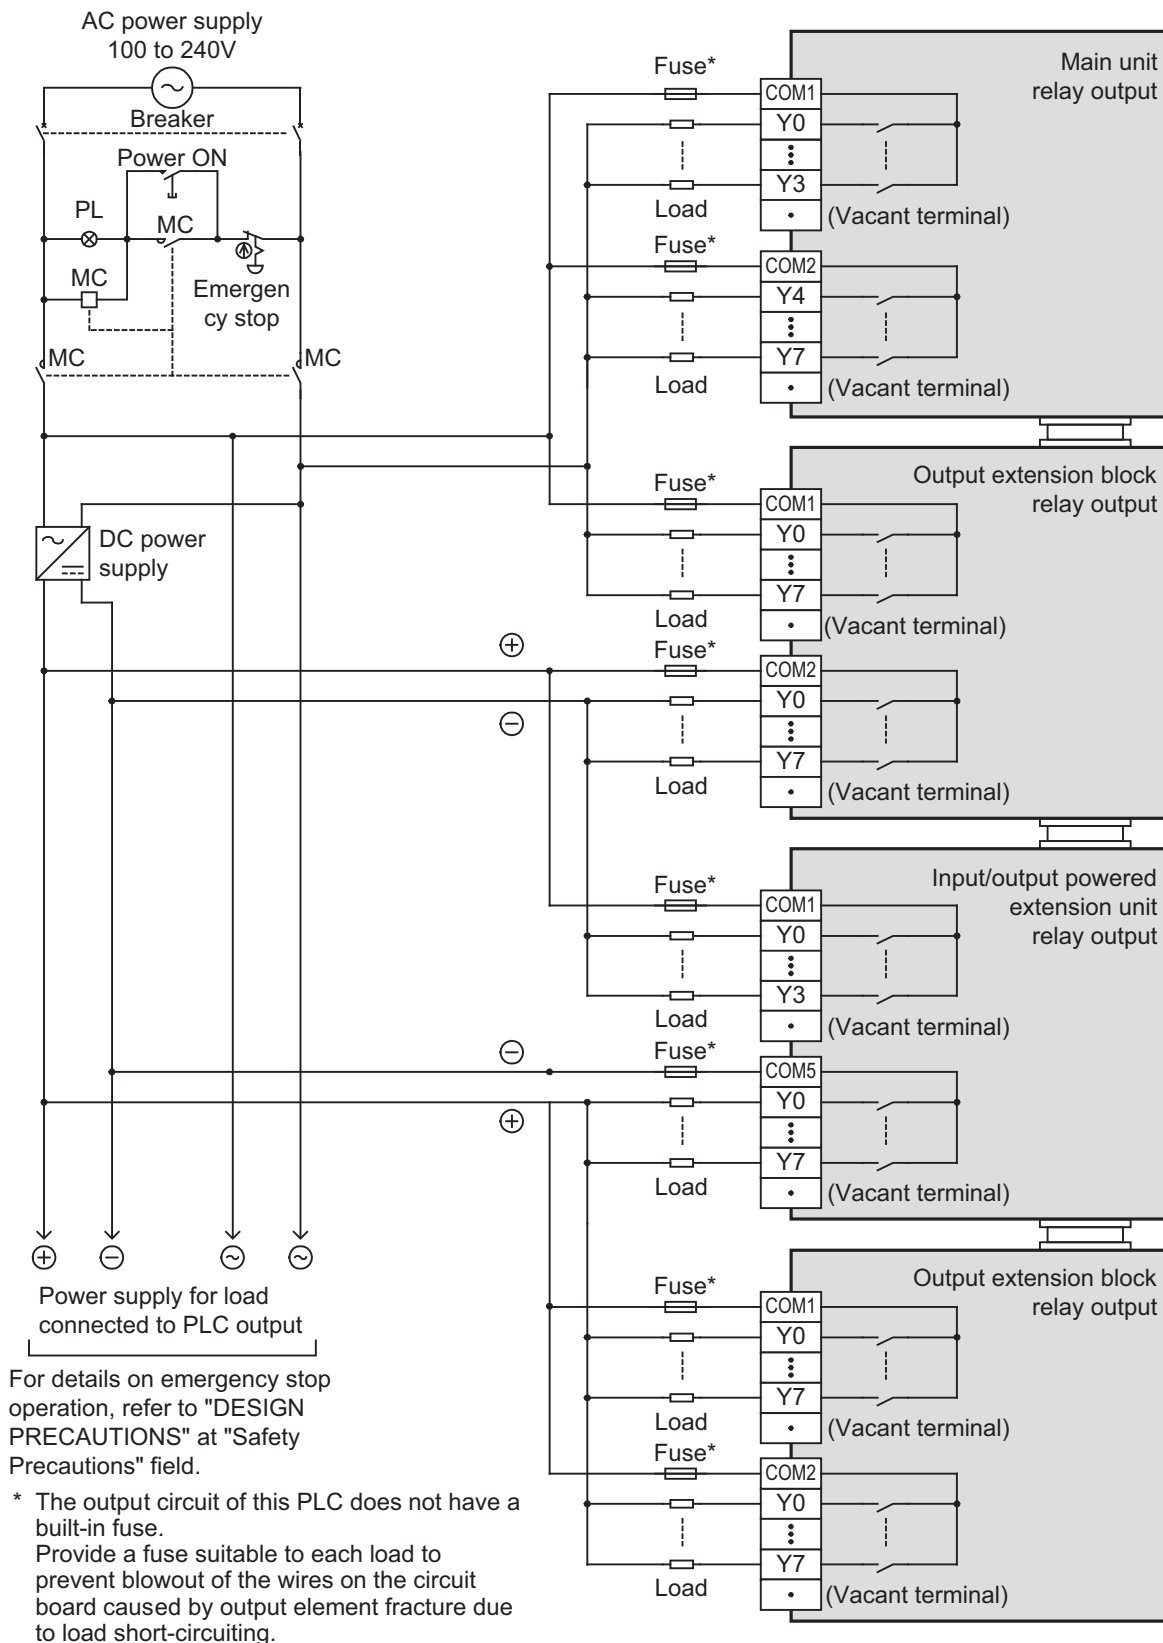 AC power supply
100 to 240V
Breaker
Power ON
PL
MC
MC
Emergen
cy stop
MC
MC
DC power
supply
Fuse*
COM1
Y0
Y3
Load
(Vacant terminal)
Main unit
relay output
Fuse*
COM2
Y4
Y7
Load
(Vacant terminal)
Output extension block
relay output
Fuse*
COM1
Y0
Y7
Load
(Vacant terminal)
+
Fuse*
COM2
Y0
−
Y7
Load
(Vacant terminal)
Input/output powered
extension unit
relay output
Fuse*
COM1
Y0
Y3
Load
(Vacant terminal)
−
Fuse*
COM5
Y0
+
Y7
Load
(Vacant terminal)
+ − ~ ~
Power supply for load
connected to PLC output
Output extension block
relay output
Fuse*
COM1
Y0
Y7
Load
(Vacant terminal)
Fuse*
COM2
Y0
Y7
Load
(Vacant terminal)
For details on emergency stop
operation, refer to "DESIGN
PRECAUTIONS" at "Safety
Precautions" field.
* The output circuit of this PLC does not have a
built-in fuse.
Provide a fuse suitable to each load to
prevent blowout of the wires on the circuit
board caused by output element fracture due
to load short-circuiting.